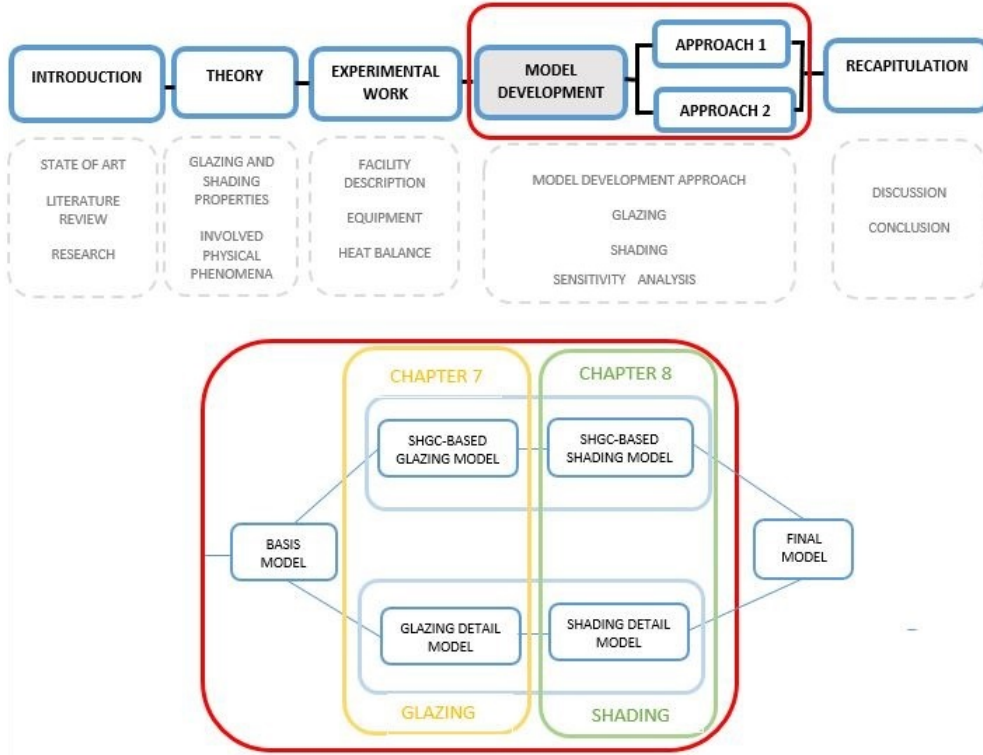 INTRODUCTION
THEORY
EXPERIMENTAL
WORK
MODEL
DEVELOPMENT
APPROACH 1
APPROACH 2
RECAPITULATION
STATE OF ART
LITERATURE
REVIEW
RESEARCH
GLAZING AND
SHADING
PROPERTIES
INVOLVED
PHYSICAL
PHENOMENA
FACILITY
DESCRIPTION
EQUIPMENT
HEAT BALANCE
MODEL DEVELOPMENT APPROACH
GLAZING
SHADING
SENSITIVITY ANALYSIS
DISCUSSION
CONCLUSION
CHAPTER 7
CHAPTER 8
SHGC-BASED
GLAZING MODEL
SHGC-BASED
SHADING MODEL
BASIS
MODEL
FINAL
MODEL
GLAZING DETAIL
MODEL
SHADING DETAIL
MODEL
GLAZING
SHADING